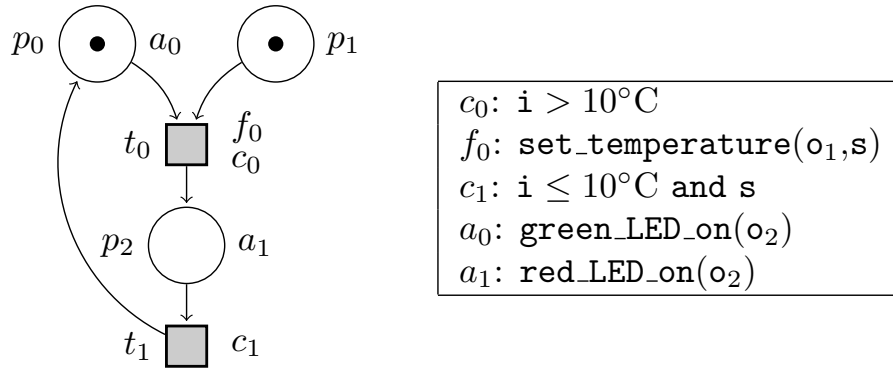 p₀ a₀ p₁
t₀ f₀
c₀
p₂ a₁
t₁ c₁
c₀: i > 10°C
f₀: set_temperature(o₁,s)
c₁: i ≤ 10°C and s
a₀: green_LED_on(o₂)
a₁: red_LED_on(o₂)